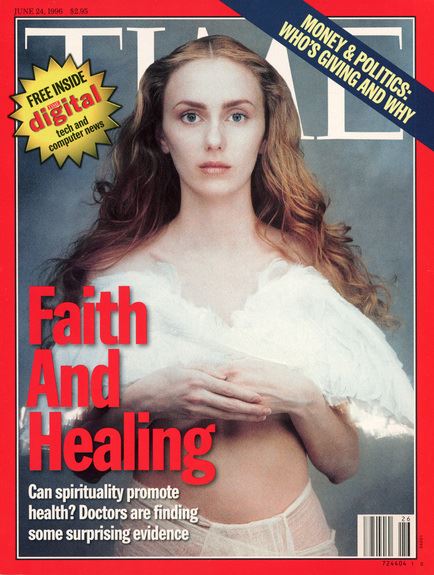 JUNE 24, 1996 $2.95
TIME
MONEY & POLITICS:
WHO'S GIVING AND WHY
FREE INSIDE
TIME
digital
tech and
computer news
Faith
And
Healing
Can spirituality promote
health? Doctors are finding
some surprising evidence
26
724404 1